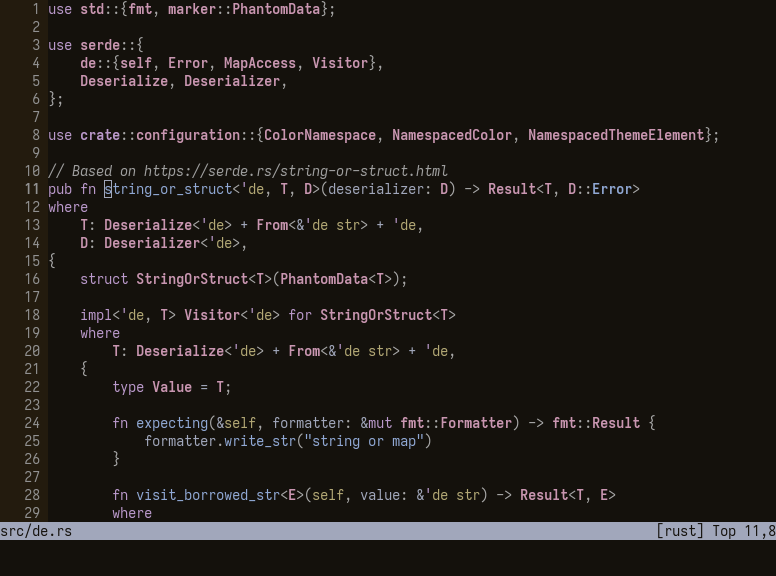 1 use std::{fmt, marker::PhantomData};
2
3 use serde::{
4     de::{self, Error, MapAccess, Visitor},
5     Deserialize, Deserializer,
6 };
7
8 use crate::configuration::{ColorNamespace, NamespacedColor, NamespacedThemeElement};
9
10 // Based on https://serde.rs/string-or-struct.html
11 pub fn string_or_struct<'de, T, D>(deserializer: D) -> Result<T, D::Error>
12 where
13     T: Deserialize<'de> + From<&'de str> + 'de,
14     D: Deserializer<'de>,
15 {
16     struct StringOrStruct<T>(PhantomData<T>);
17
18     impl<'de, T> Visitor<'de> for StringOrStruct<T>
19     where
20         T: Deserialize<'de> + From<&'de str> + 'de,
21     {
22         type Value = T;
23
24         fn expecting(&self, formatter: &mut fmt::Formatter) -> fmt::Result {
25             formatter.write_str("string or map")
26         }
27
28         fn visit_borrowed_str<E>(self, value: &'de str) -> Result<T, E>
29         where
src/de.rs [rust] Top 11,8